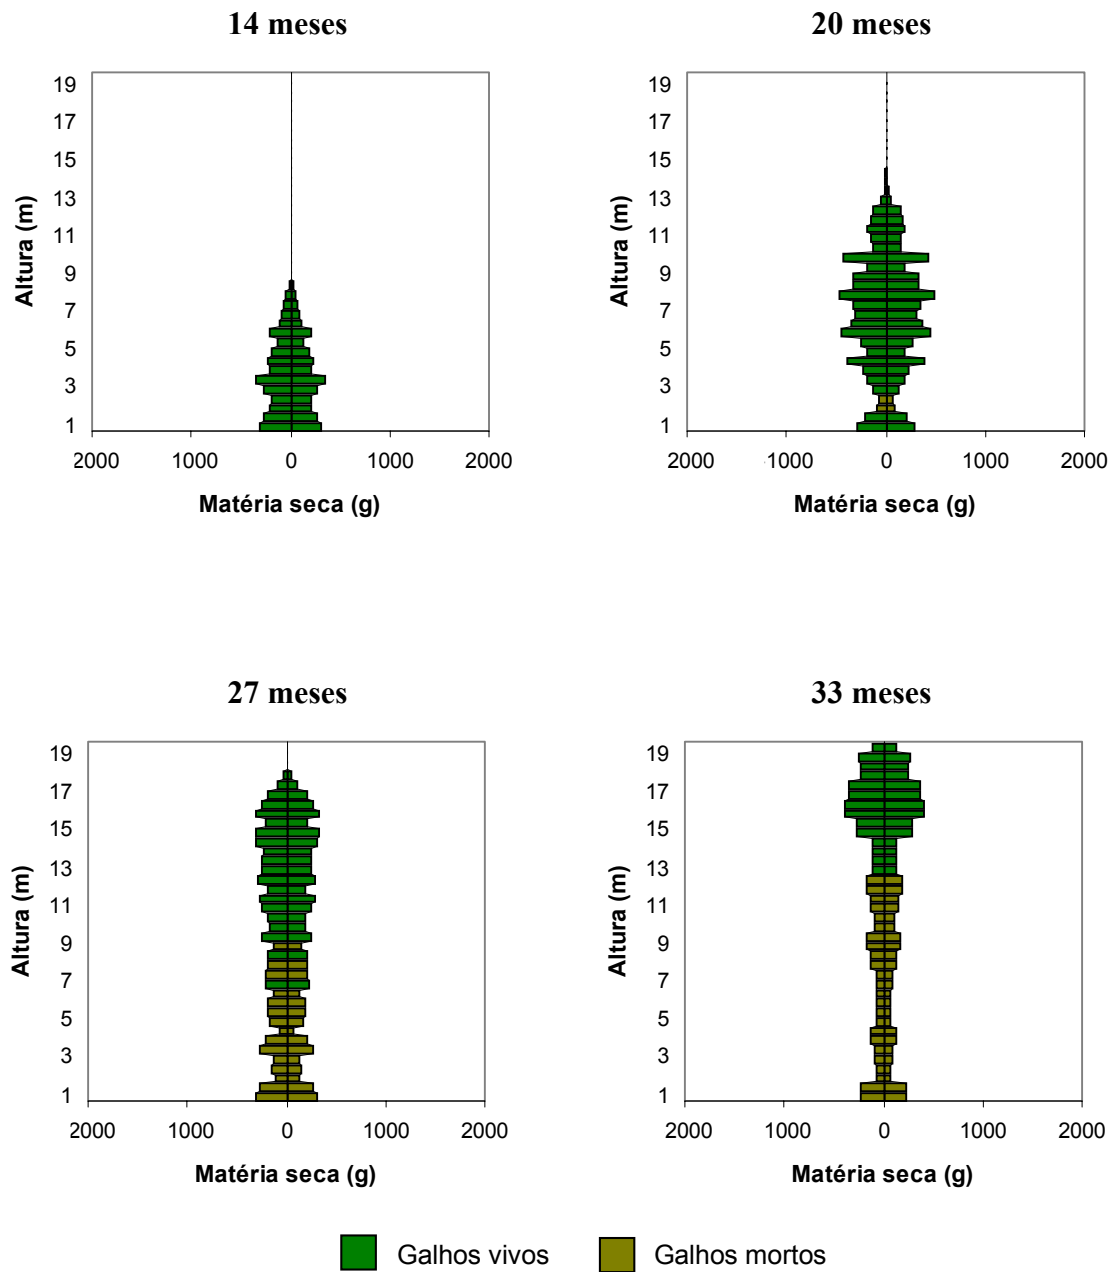 14 meses
20 meses
19
17
15
13
11
9
7
5
3
1
Altura (m)
2000 1000 0 1000 2000
Matéria seca (g)
19
17
15
13
11
9
7
5
3
1
Altura (m)
2000 1000 0 1000 2000
Matéria seca (g)
27 meses
33 meses
19
17
15
13
11
9
7
5
3
1
Altura (m)
2000 1000 0 1000 2000
Matéria seca (g)
19
17
15
13
11
9
7
5
3
1
Altura (m)
2000 1000 0 1000 2000
Matéria seca (g)
Galhos vivos Galhos mortos